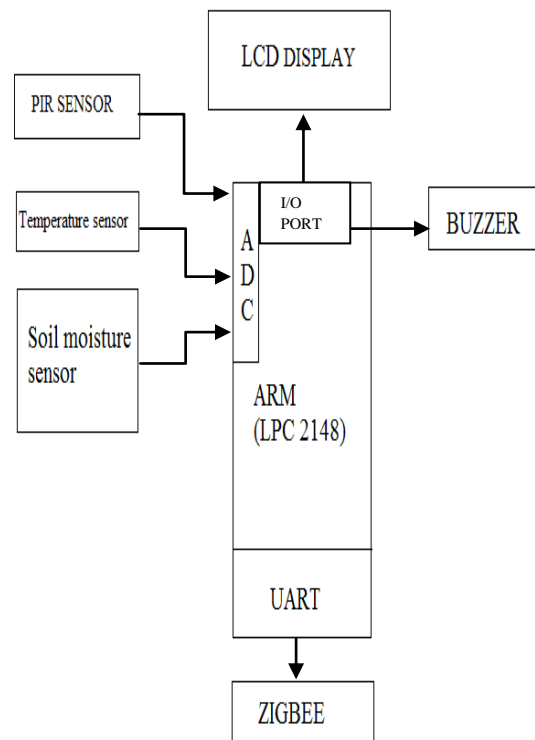 LCD DISPLAY
PIR SENSOR
I/O
PORT
Temperature sensor
BUZZER
A
D
C
Soil moisture
sensor
ARM
(LPC 2148)
UART
ZIGBEE